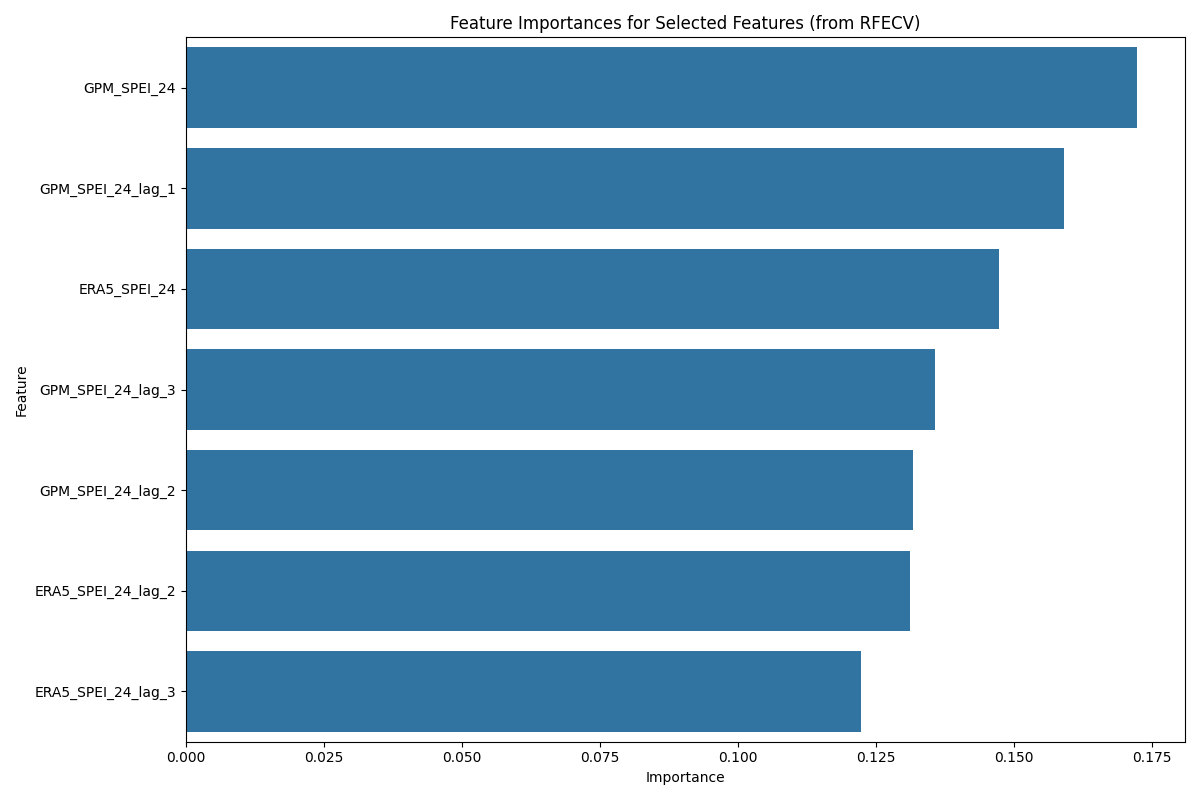 Feature Importances for Selected Features (from RFECV)
GPM_SPEI_24
GPM_SPEI_24_lag_1
ERA5_SPEI_24
GPM_SPEI_24_lag_3
GPM_SPEI_24_lag_2
ERA5_SPEI_24_lag_2
ERA5_SPEI_24_lag_3
Feature
0.000 0.025 0.050 0.075 0.100 0.125 0.150 0.175
Importance